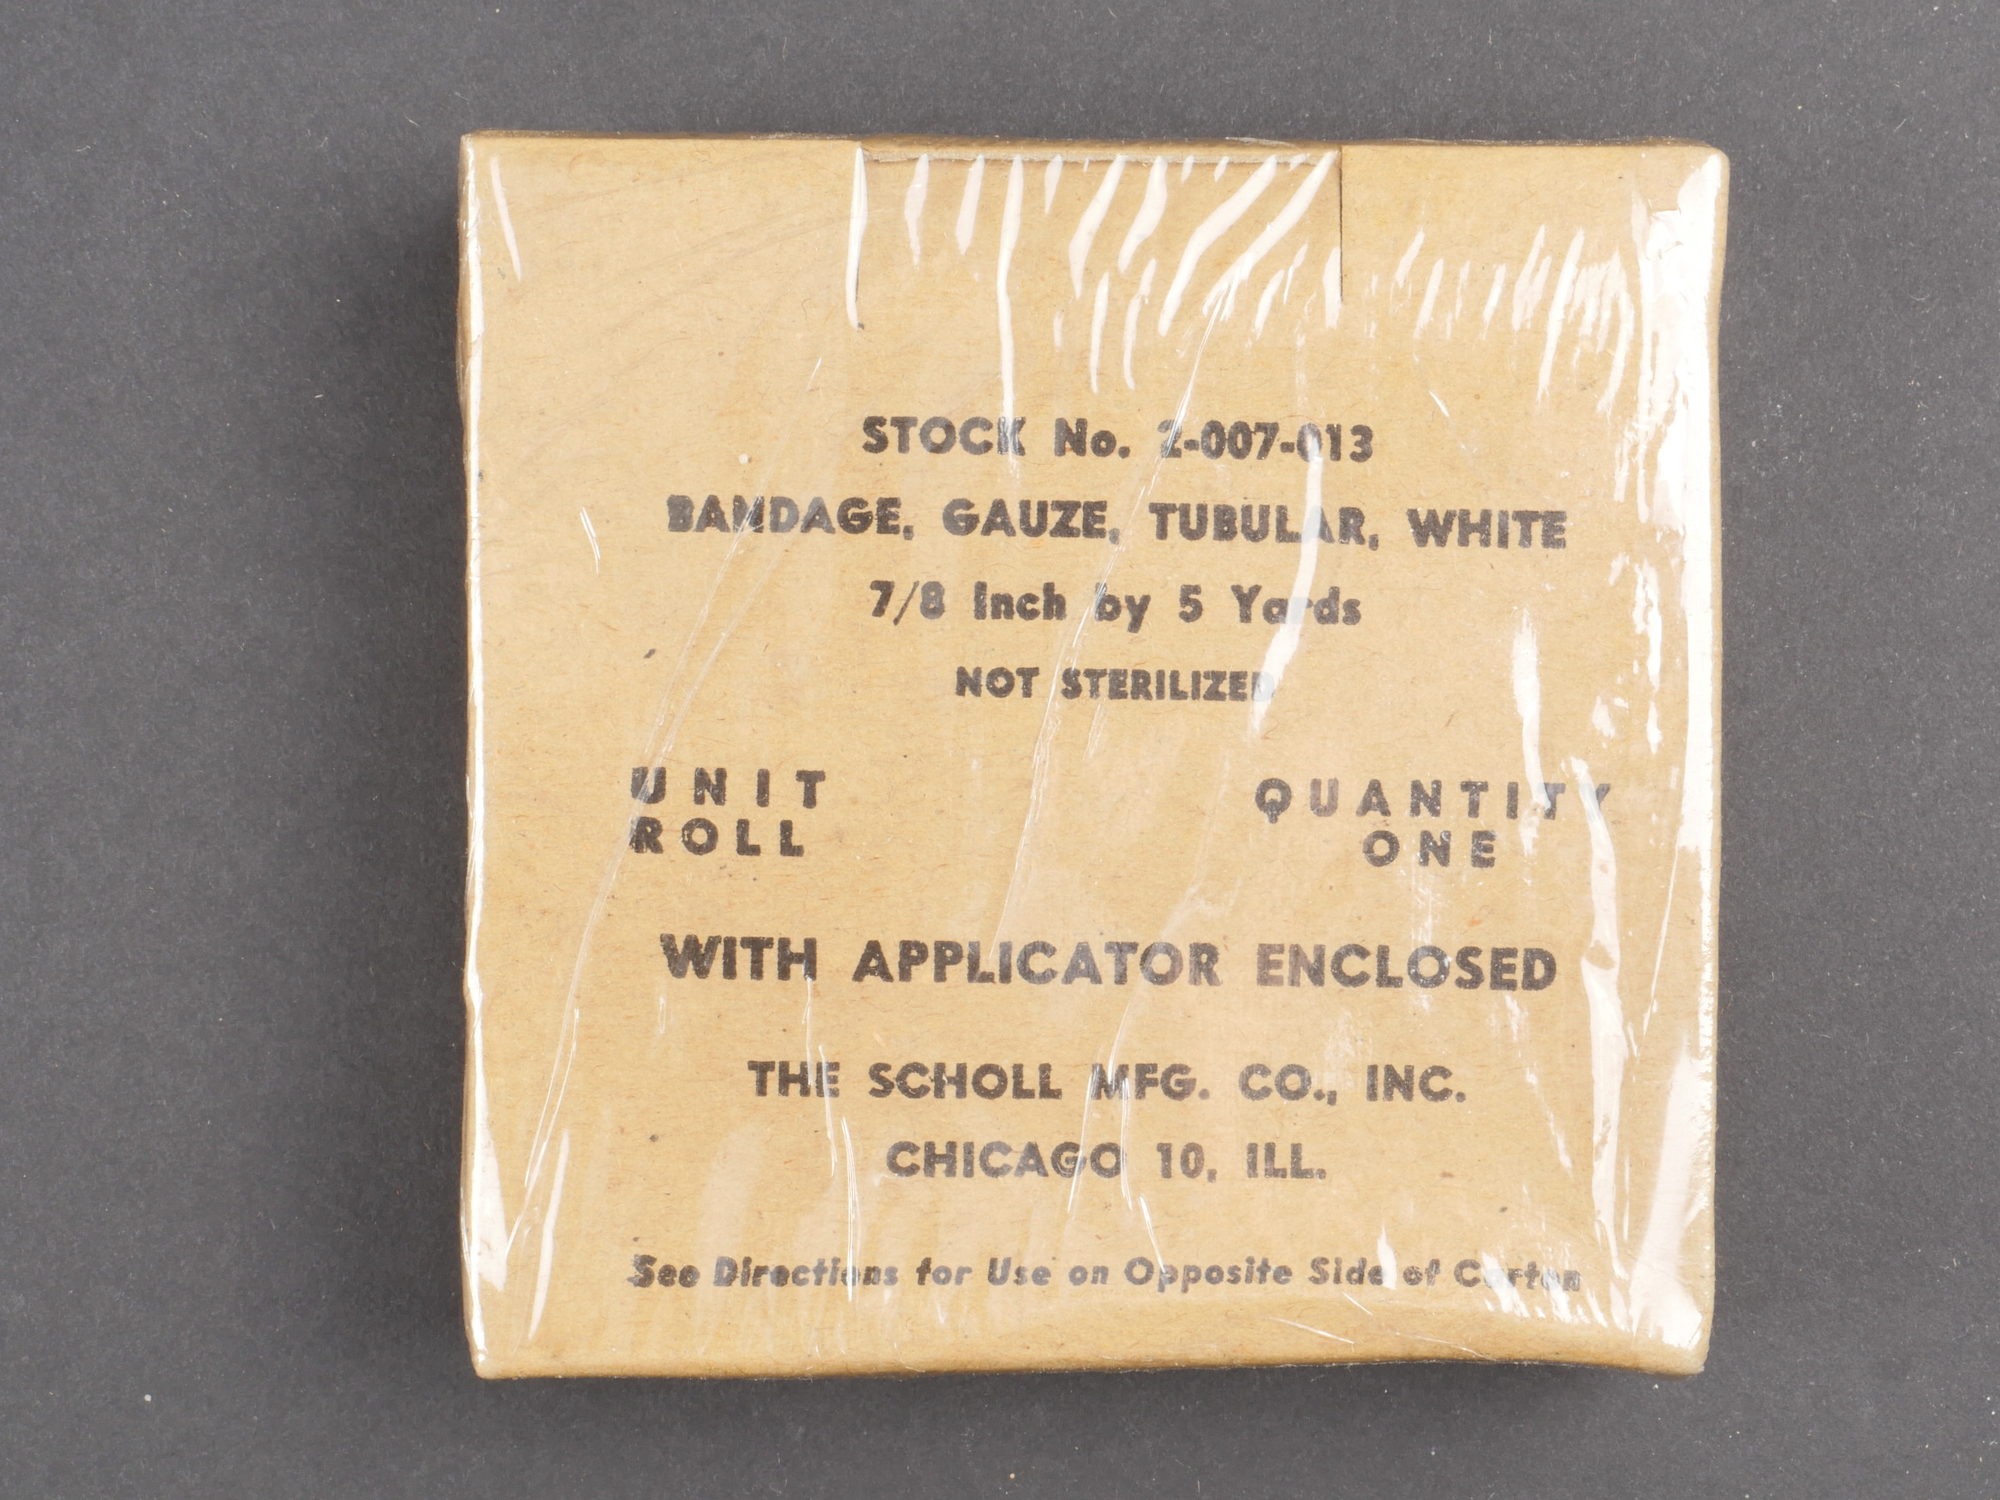 STOCK No. 2-007-013
BANDAGE, GAUZE, TUBULAR, WHITE
7/8 Inch by 5 Yards
NOT STERILIZED
UNIT QUANTITY
ROLL ONE
WITH APPLICATOR ENCLOSED
THE SCHOLL MFG. CO., INC.
CHICAGO 10, ILL.
See Directions for Use on Opposite Side of Carton